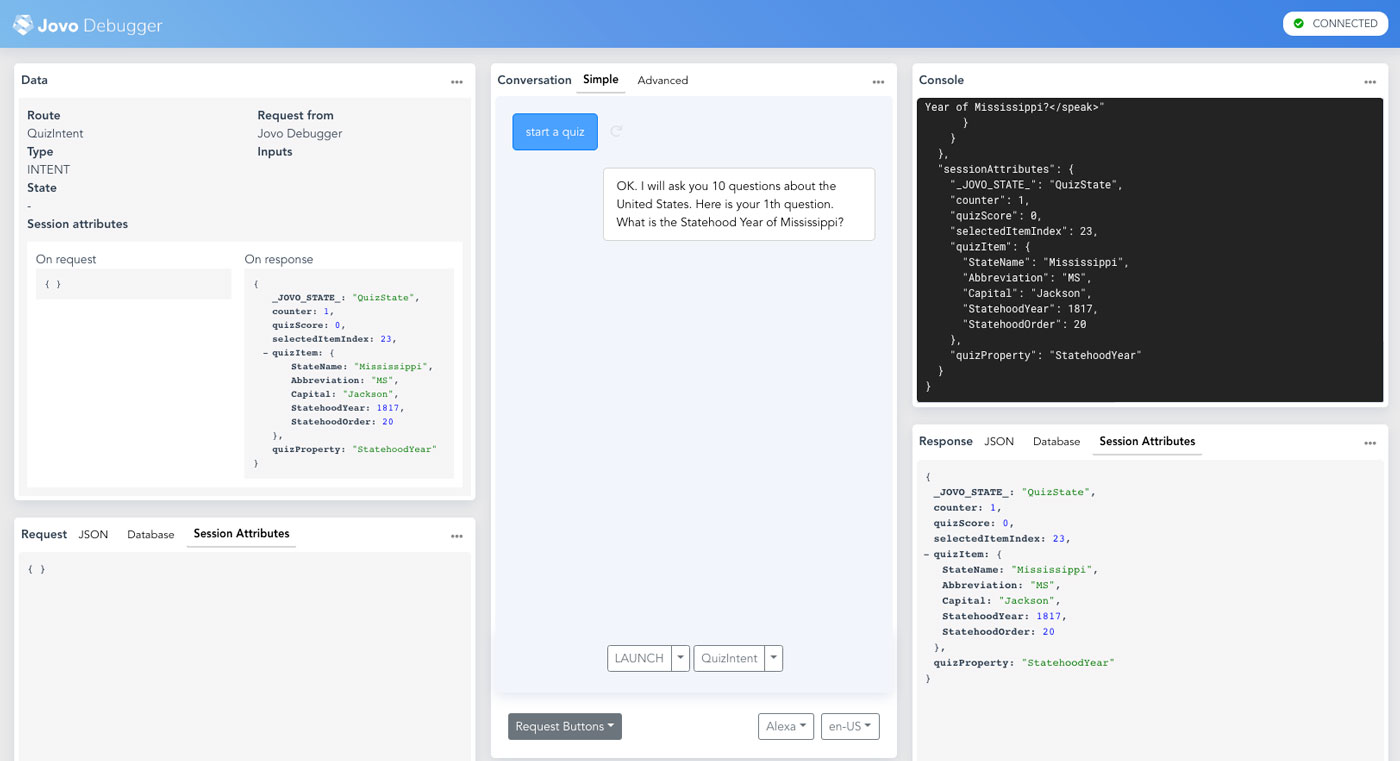 Jovo Debugger
CONNECTED
Data
Route
QuizIntent
Type
INTENT
State
-
Request from
Jovo Debugger
Inputs
Session attributes
On request
{ }
On response
{
_JOVO_STATE_: "QuizState",
counter: 1,
quizScore: 0,
selectedItemIndex: 23,
- quizItem: {
StateName: "Mississippi",
Abbreviation: "MS",
Capital: "Jackson",
StatehoodYear: 1817,
StatehoodOrder: 20
},
quizProperty: "StatehoodYear"
}
Request JSON Database Session Attributes
{ }
Conversation Simple Advanced
start a quiz
OK. I will ask you 10 questions about the
United States. Here is your 1th question.
What is the Statehood Year of Mississippi?
LAUNCH QuizIntent
Request Buttons Alexa en-US
Console
Year of Mississippi?</speak>"
}
}
},
"sessionAttributes": {
"_JOVO_STATE_": "QuizState",
"counter": 1,
"quizScore": 0,
"selectedItemIndex": 23,
"quizItem": {
"StateName": "Mississippi",
"Abbreviation": "MS",
"Capital": "Jackson",
"StatehoodYear": 1817,
"StatehoodOrder": 20
},
"quizProperty": "StatehoodYear"
}
}
Response JSON Database Session Attributes
{
_JOVO_STATE_: "QuizState",
counter: 1,
quizScore: 0,
selectedItemIndex: 23,
- quizItem: {
StateName: "Mississippi",
Abbreviation: "MS",
Capital: "Jackson",
StatehoodYear: 1817,
StatehoodOrder: 20
},
quizProperty: "StatehoodYear"
}